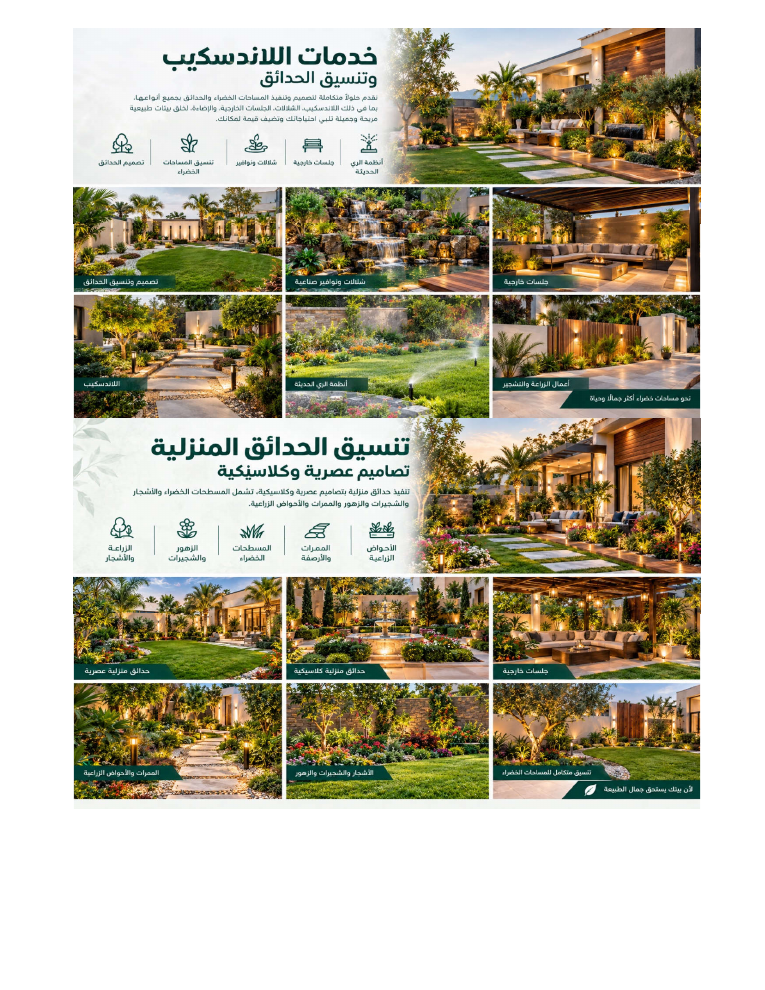 خدمات اللاندسكيب
وتنسيق الحدائق
نقدم حلولاً متكاملة لتصميم وتنفيذ المساحات الخضراء والحدائق بجميع أنواعها،
بما في ذلك اللاندسكيب، الشلالات، الجلسات الخارجية، والإضاءة، لخلق بيئات طبيعية
مريحة وجميلة تلبي احتياجاتك وتضيف قيمة لمكانك.
أنظمة الري
الحديثة
جلسات خارجية
شلالات ونوافير
تنسيق المساحات
الخضراء
تصميم الحدائق
جلسات خارجية
شلالات ونوافير صناعية
تصميم وتنسيق الحدائق
أعمال الزراعة والتشجير
أنظمة الري الحديثة
اللاندسكيب
نحو مساحات خضراء أكثر جمالًا وحياة
تنسيق الحدائق المنزلية
تصاميم عصرية وكلاسيكية
تنفيذ حدائق منزلية بتصاميم عصرية وكلاسيكية، تشمل المسطحات الخضراء والأشجار
والشجيرات والزهور والممرات والأحواض الزراعية.
الأحواض
الزراعية
الممرات
والأرصفة
المسطحات
الخضراء
الزهور
والشجيرات
الزراعة
والأشجار
جلسات خارجية
حدائق منزلية كلاسيكية
حدائق منزلية عصرية
تنسيق متكامل للمساحات الخضراء
الأشجار والشجيرات والزهور
الممرات والأحواض الزراعية
لأن بيتك يستحق جمال الطبيعة